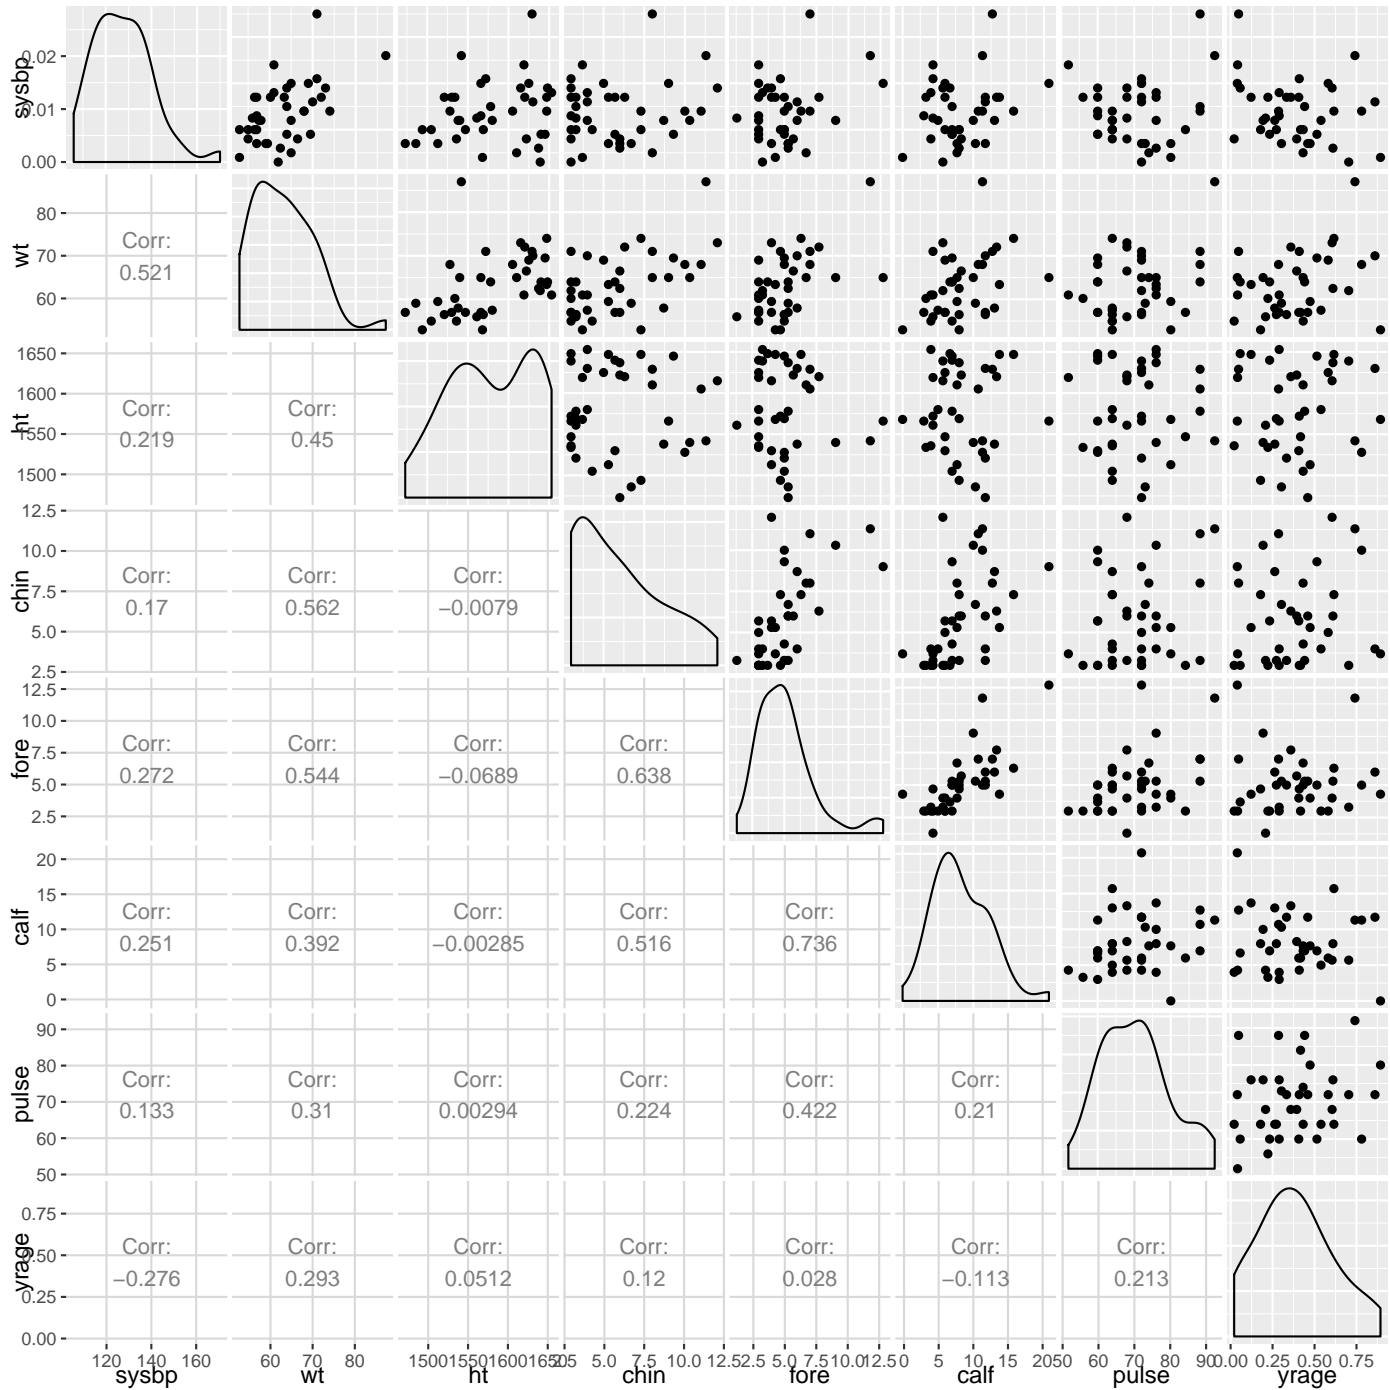 sysbp
0.02
0.01
0.00
wt
80
70
60
Corr:
0.521
ht
1650
1600
1550
1500
Corr: Corr:
0.219 0.45
chin
12.5
10.0
7.5
5.0
2.5
Corr: Corr: Corr:
0.17 0.562 −0.0079
fore
12.5
10.0
7.5
5.0
2.5
Corr: Corr: Corr: Corr:
0.272 0.544 −0.0689 0.638
calf
20
15
10
5
0
Corr: Corr: Corr: Corr: Corr:
0.251 0.392 −0.00285 0.516 0.736
pulse
90
80
70
60
50
Corr: Corr: Corr: Corr: Corr: Corr:
0.133 0.31 0.00294 0.224 0.422 0.21
yrage
0.75
0.50
0.25
0.00
Corr: Corr: Corr: Corr: Corr: Corr: Corr:
−0.276 0.293 0.0512 0.12 0.028 −0.113 0.213
120 140 160 60 70 80 1500 1550 1600 1650 2.5 5.0 7.5 10.0 12.5 2.5 5.0 7.5 10.0 12.5 0 5 10 15 20 50 60 70 80 90 0.00 0.25 0.50 0.75
sysbp wt ht chin fore calf pulse yrage